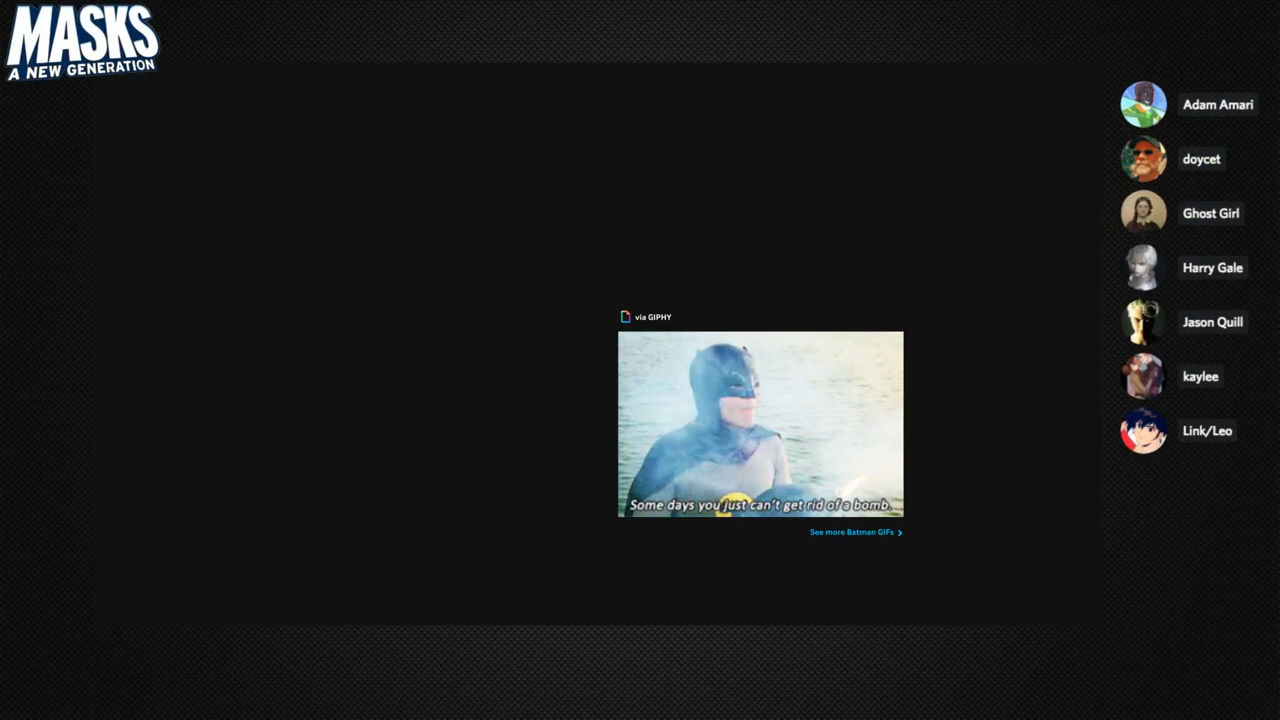 MASKS
A NEW GENERATION
Adam Amari
doycet
Ghost Girl
Harry Gale
Jason Quill
kaylee
Link/Leo
via GIPHY
Some days you just can't get rid of a bomb.
See more Batman GIFs